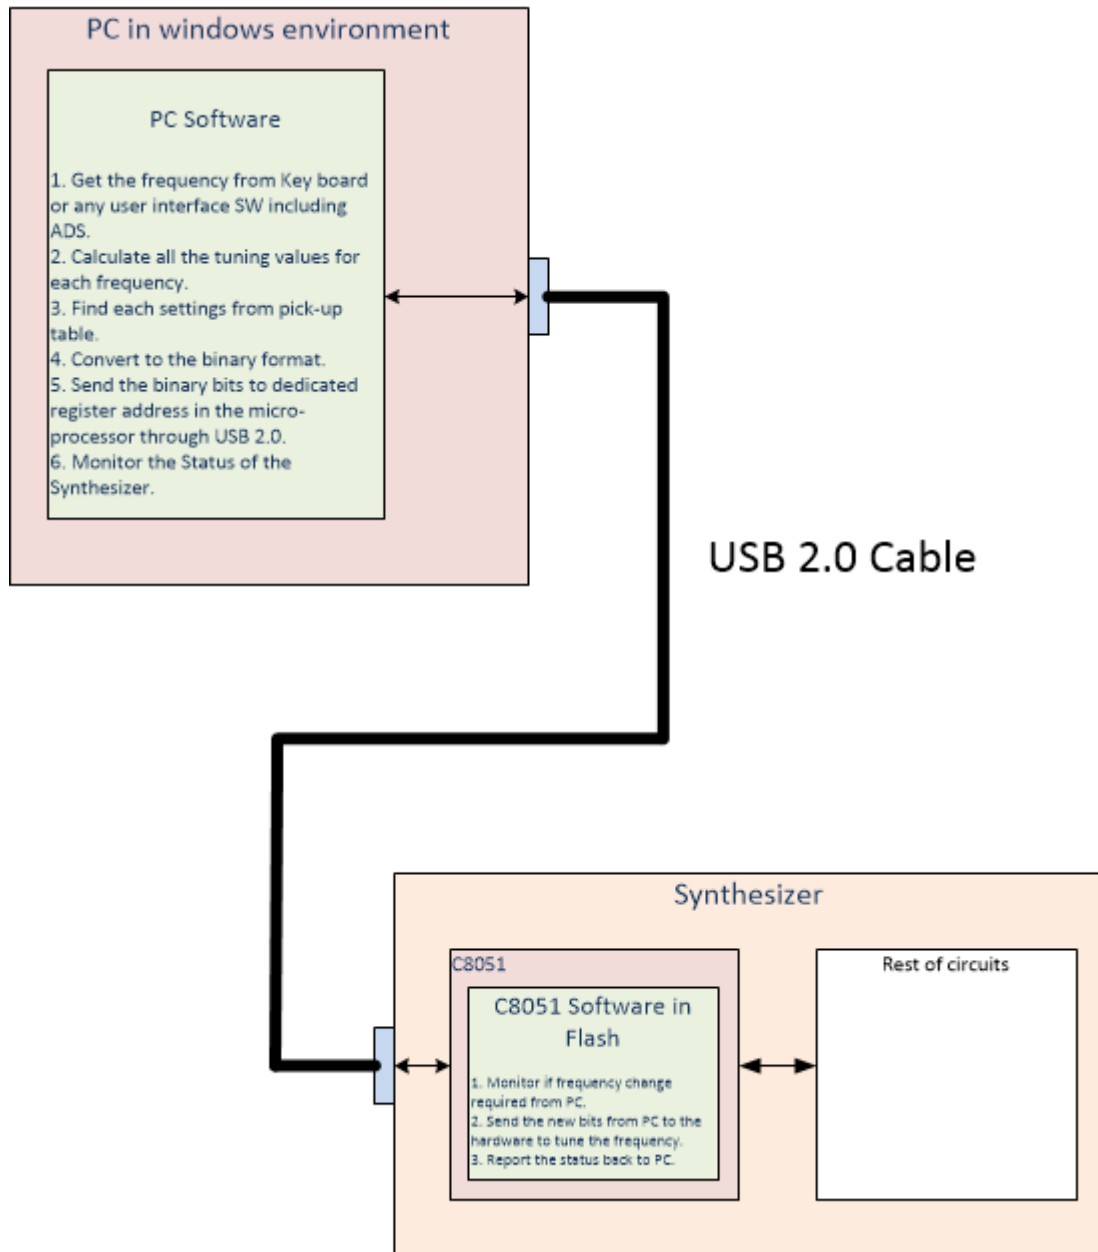 PC in windows environment
PC Software
1. Get the frequency from Key board
or any user interface SW including
ADS.
2. Calculate all the tuning values for
each frequency.
3. Find each settings from pick-up
table.
4. Convert to the binary format.
5. Send the binary bits to dedicated
register address in the micro-
processor through USB 2.0.
6. Monitor the Status of the
Synthesizer.
USB 2.0 Cable
Synthesizer
C8051
C8051 Software in
Flash
1. Monitor if frequency change
required from PC.
2. Send the new bits from PC to the
hardware to tune the frequency.
3. Report the status back to PC.
Rest of circuits